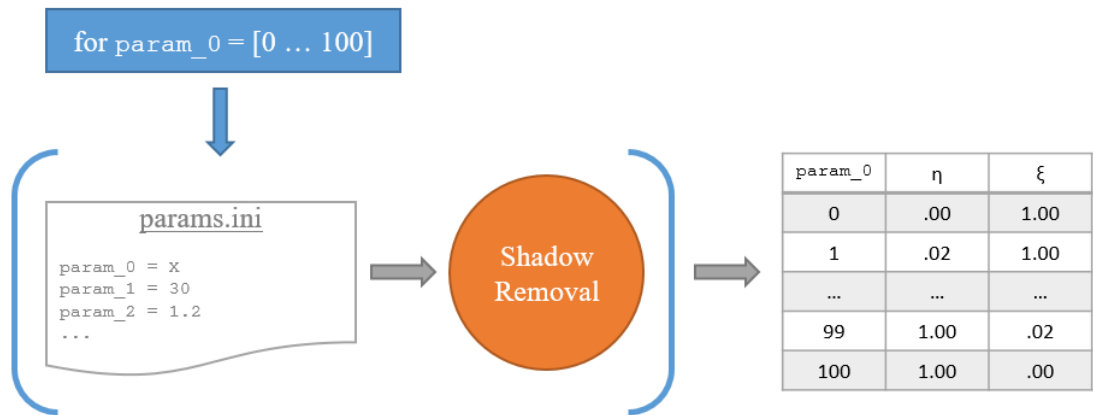 for param_0 = [0 … 100]
params.ini
param_0 = X
param_1 = 30
param_2 = 1.2
...
Shadow
Removal
param_0 η ξ
0 .00 1.00
1 .02 1.00
... ... ...
99 1.00 .02
100 1.00 .00